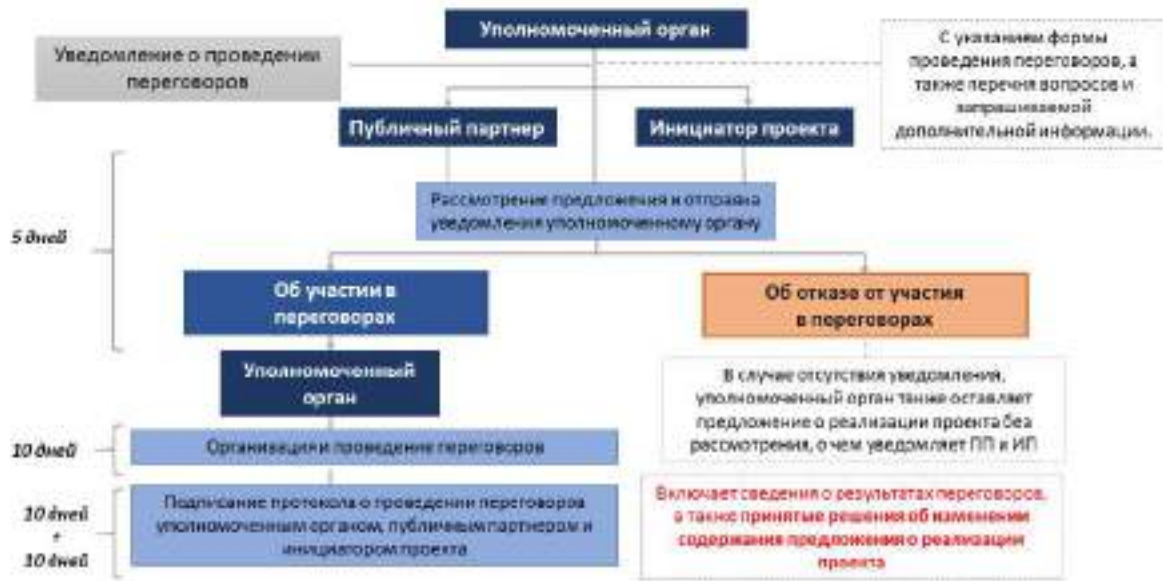 Уполномоченный орган
Уведомление о проведении
переговоров
С указанием формы
проведения переговоров, а
также перечня вопросов и
запрашиваемой
дополнительной информации.
Публичный партнер
Инициатор проекта
5 дней
Рассмотрение предложения и отправка
уведомления уполномоченному органу
Об участии в
переговорах
Об отказе от участия
в переговорах
Уполномоченный
орган
В случае отсутствия уведомления,
уполномоченный орган также оставляет
предложение о реализации проекта без
рассмотрения, о чем уведомляет ПП и ИП
10 дней
Организация и проведение переговоров
10 дней
+
10 дней
Подписание протокола о проведении переговоров
уполномоченным органом, публичным партнером и
инициатором проекта
Включает сведения о результатах переговоров,
а также принятые решения об изменении
содержания предложения о реализации
проекта